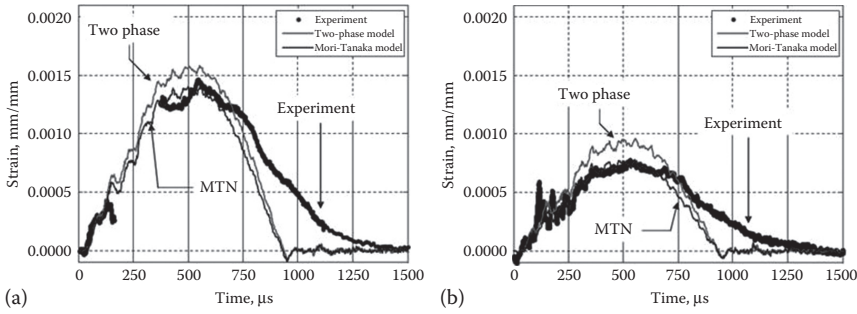 0.0020
0.0015
0.0010
0.0005
0.0000
Strain, mm/mm
0 250 500 750 1000 1250 1500
Time, μs
Experiment
Two-phase model
Mori-Tanaka model
Two phase
Experiment
MTN
(a)
0.0020
0.0015
0.0010
0.0005
0.0000
Strain, mm/mm
0 250 500 750 1000 1250 1500
Time, μs
Experiment
Two-phase model
Mori-Tanaka model
Two phase
Experiment
MTN
(b)